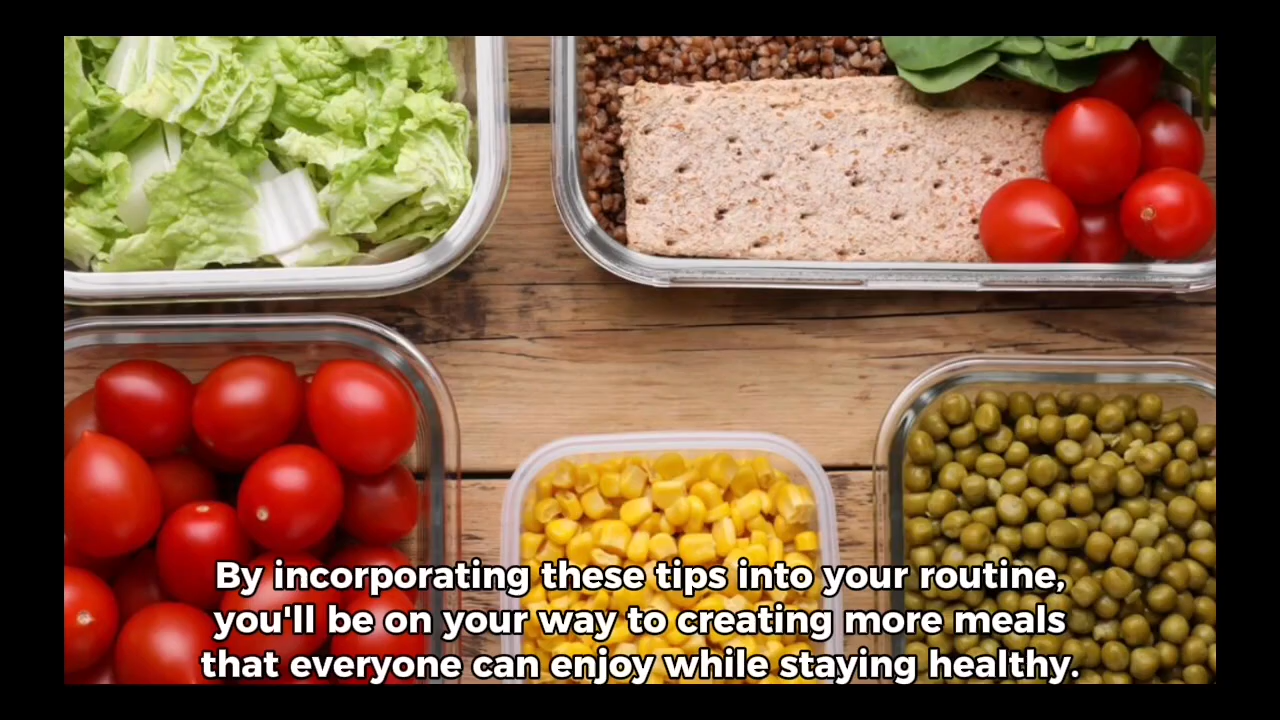 By incorporating these tips into your routine,
you'll be on your way to creating more meals
that everyone can enjoy while staying healthy.